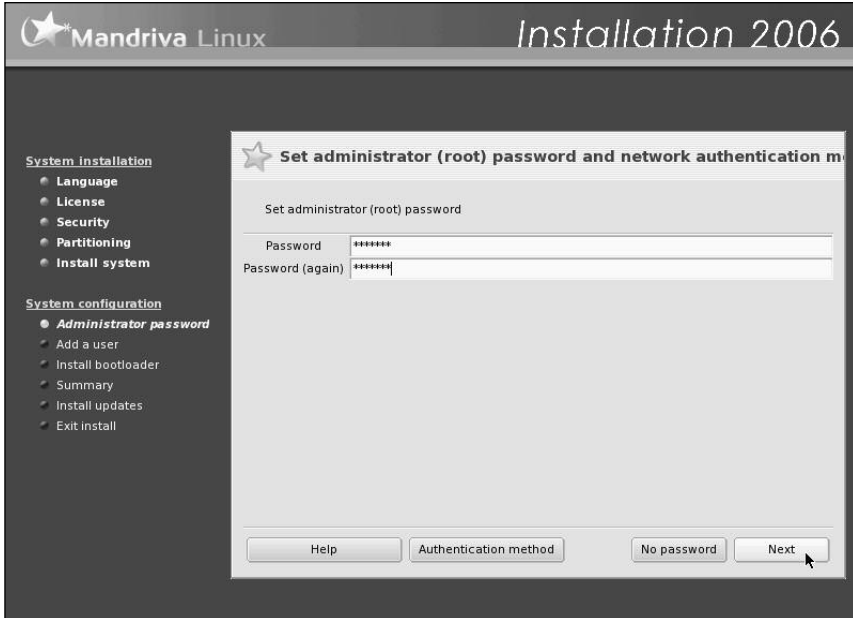 Mandriva Linux
Installation 2006
System installation
Language
License
Security
Partitioning
Install system
System configuration
Administrator password
Add a user
Install bootloader
Summary
Install updates
Exit install
Set administrator (root) password and network authentication m
Set administrator (root) password
Password *******
Password (again) *******
Help
Authentication method
No password
Next